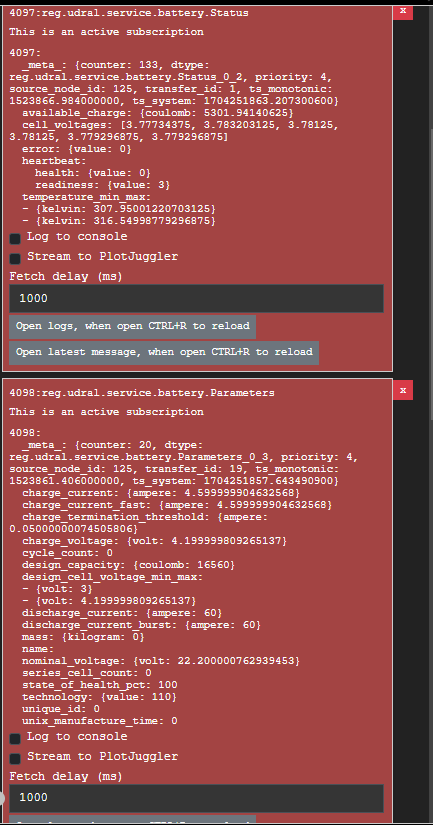 4097:reg.udral.service.battery.Status
x
This is an active subscription
4097:
_meta_: {counter: 133, dtype:
reg.udral.service.battery.Status_0_2, priority: 4,
source_node_id: 125, transfer_id: 1, ts_monotonic:
1523866.984000000, ts_system: 1704251863.207300600}
available_charge: {coulomb: 5301.94140625}
cell_voltages: [3.77734375, 3.783203125, 3.78125,
3.78125, 3.779296875, 3.779296875]
error: {value: 0}
heartbeat:
health: {value: 0}
readiness: {value: 3}
temperature_min_max:
- {kelvin: 307.95001220703125}
- {kelvin: 316.54998779296875}
Log to console
Stream to PlotJuggler
Fetch delay (ms)
1000
Open logs, when open CTRL+R to reload
Open latest message, when open CTRL+R to reload
4098:reg.udral.service.battery.Parameters
x
This is an active subscription
4098:
_meta_: {counter: 20, dtype:
reg.udral.service.battery.Parameters_0_3, priority: 4,
source_node_id: 125, transfer_id: 19, ts_monotonic:
1523861.406000000, ts_system: 1704251857.643490900}
charge_current: {ampere: 4.599999904632568}
charge_current_fast: {ampere: 4.599999904632568}
charge_termination_threshold: {ampere:
0.05000000074505806}
charge_voltage: {volt: 4.199999809265137}
cycle_count: 0
design_capacity: {coulomb: 16560}
design_cell_voltage_min_max:
- {volt: 3}
- {volt: 4.199999809265137}
discharge_current: {ampere: 60}
discharge_current_burst: {ampere: 60}
mass: {kilogram: 0}
name:
nominal_voltage: {volt: 22.200000762939453}
series_cell_count: 0
state_of_health_pct: 100
technology: {value: 110}
unique_id: 0
unix_manufacture_time: 0
Log to console
Stream to PlotJuggler
Fetch delay (ms)
1000